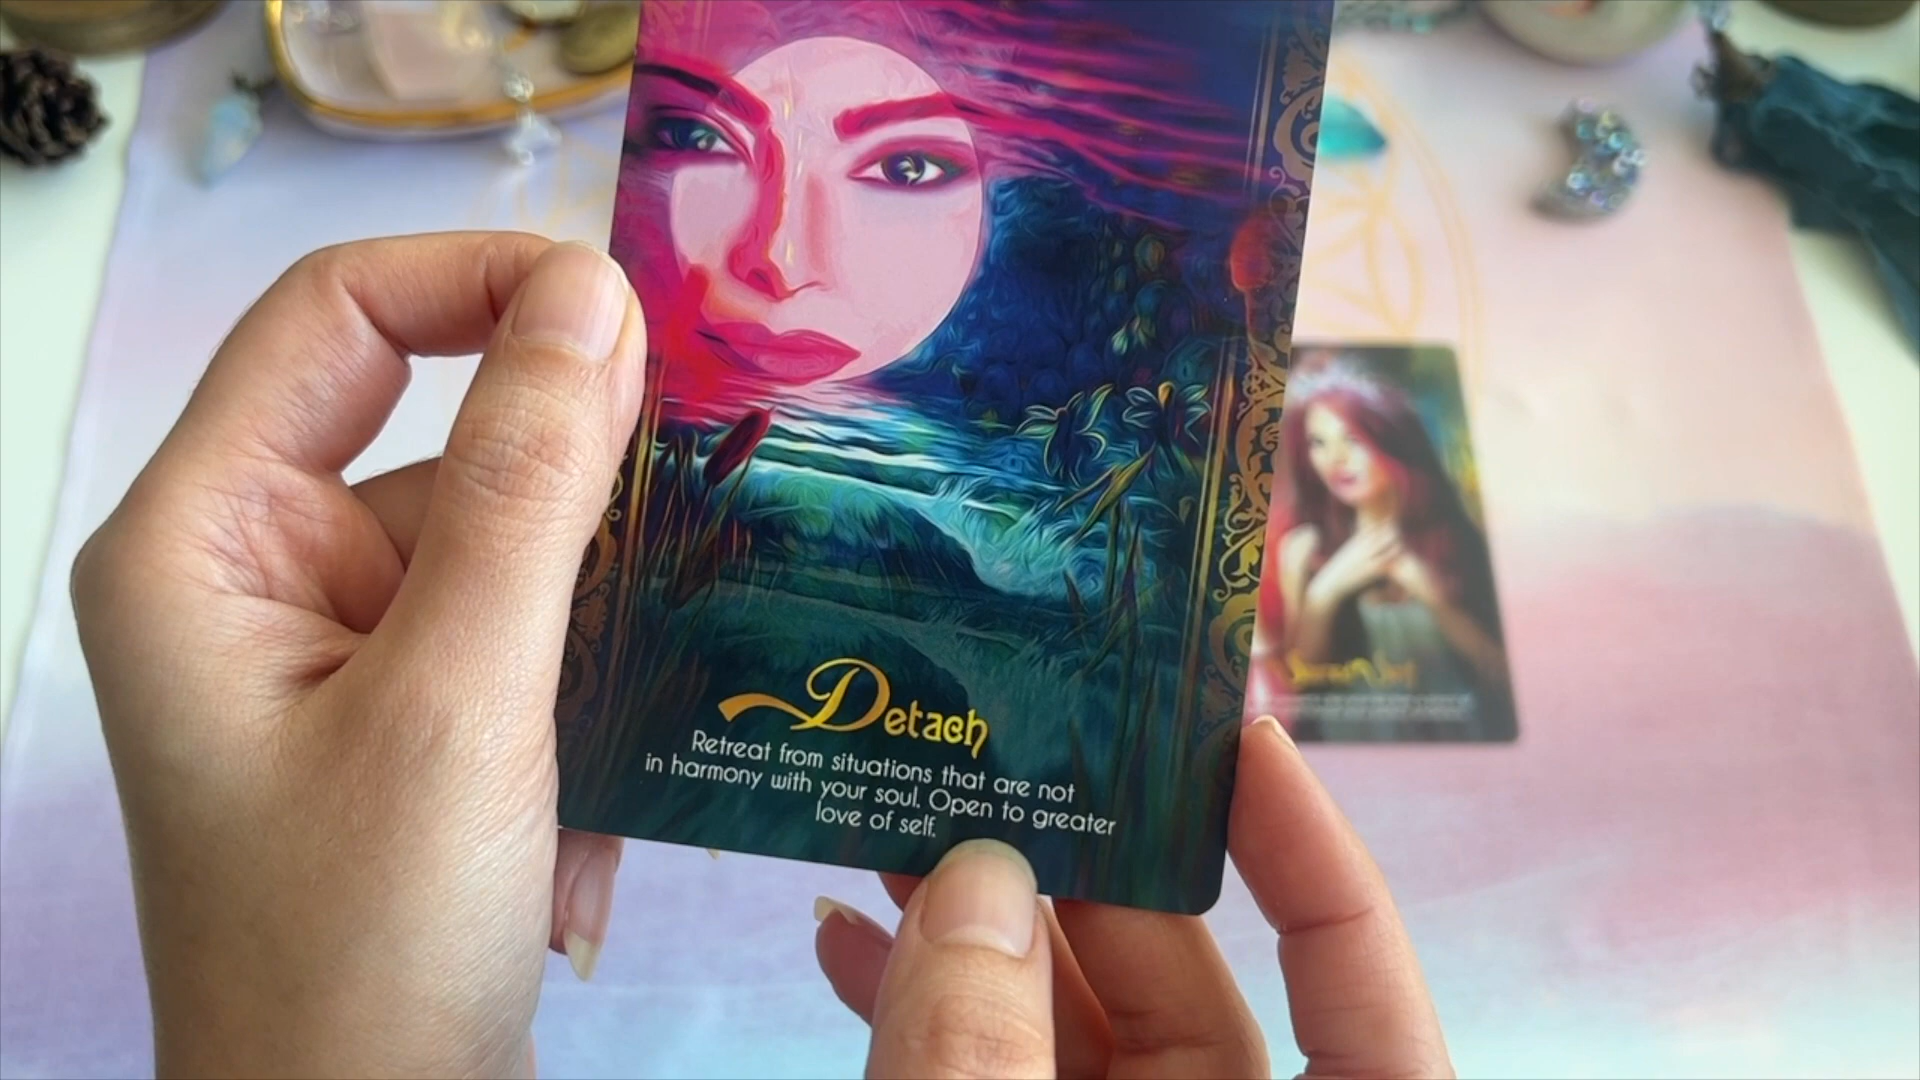 Detach
Retreat from situations that are not
in harmony with your soul. Open to greater
love of self.